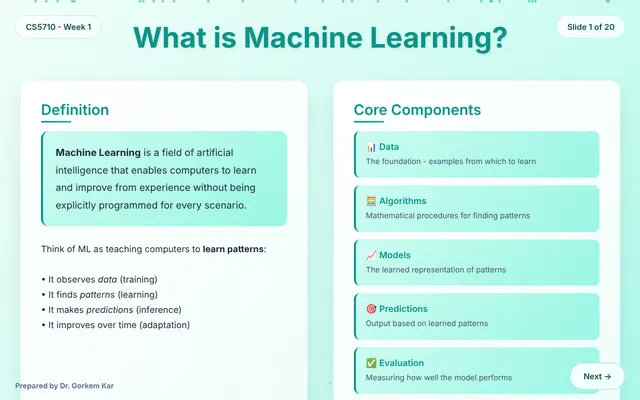 CS5710 - Week 1
What is Machine Learning?
Slide 1 of 20
Definition
Machine Learning is a field of artificial
intelligence that enables computers to learn
and improve from experience without being
explicitly programmed for every scenario.
Think of ML as teaching computers to learn patterns:
• It observes data (training)
• It finds patterns (learning)
• It makes predictions (inference)
• It improves over time (adaptation)
Core Components
📊 Data
The foundation - examples from which to learn
🧮 Algorithms
Mathematical procedures for finding patterns
📈 Models
The learned representation of patterns
🎯 Predictions
Output based on learned patterns
✅ Evaluation
Measuring how well the model performs
Prepared by Dr. Gorkem Kar
Next →